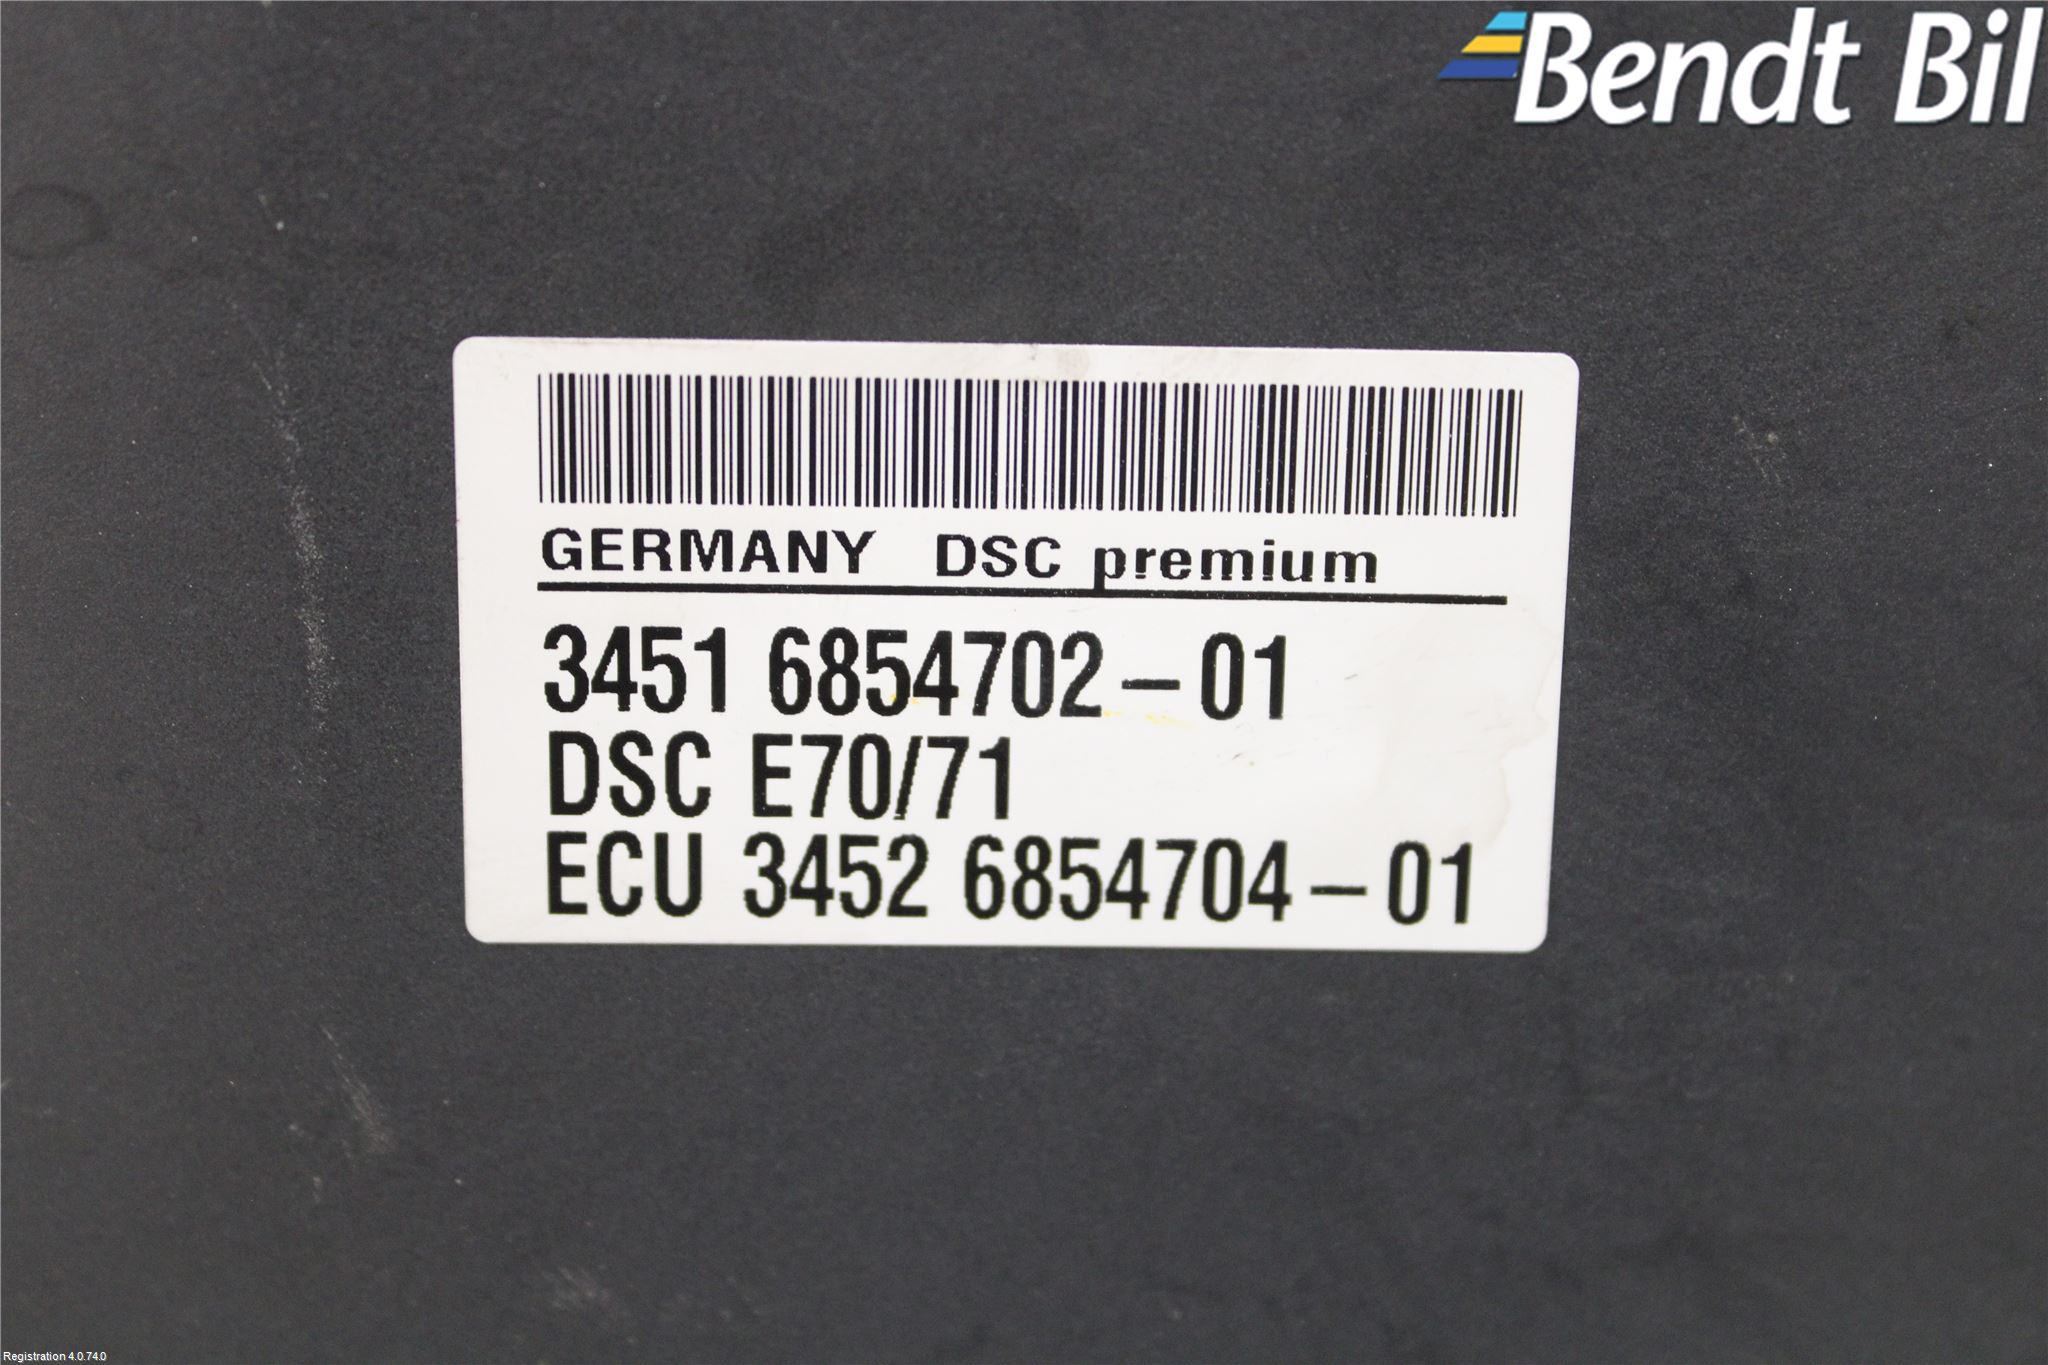 Bendt Bil
GERMANY DSC premium
3451 6854702-01
DSC E70/71
ECU 3452 6854704-01
Registration 4.0.74.0